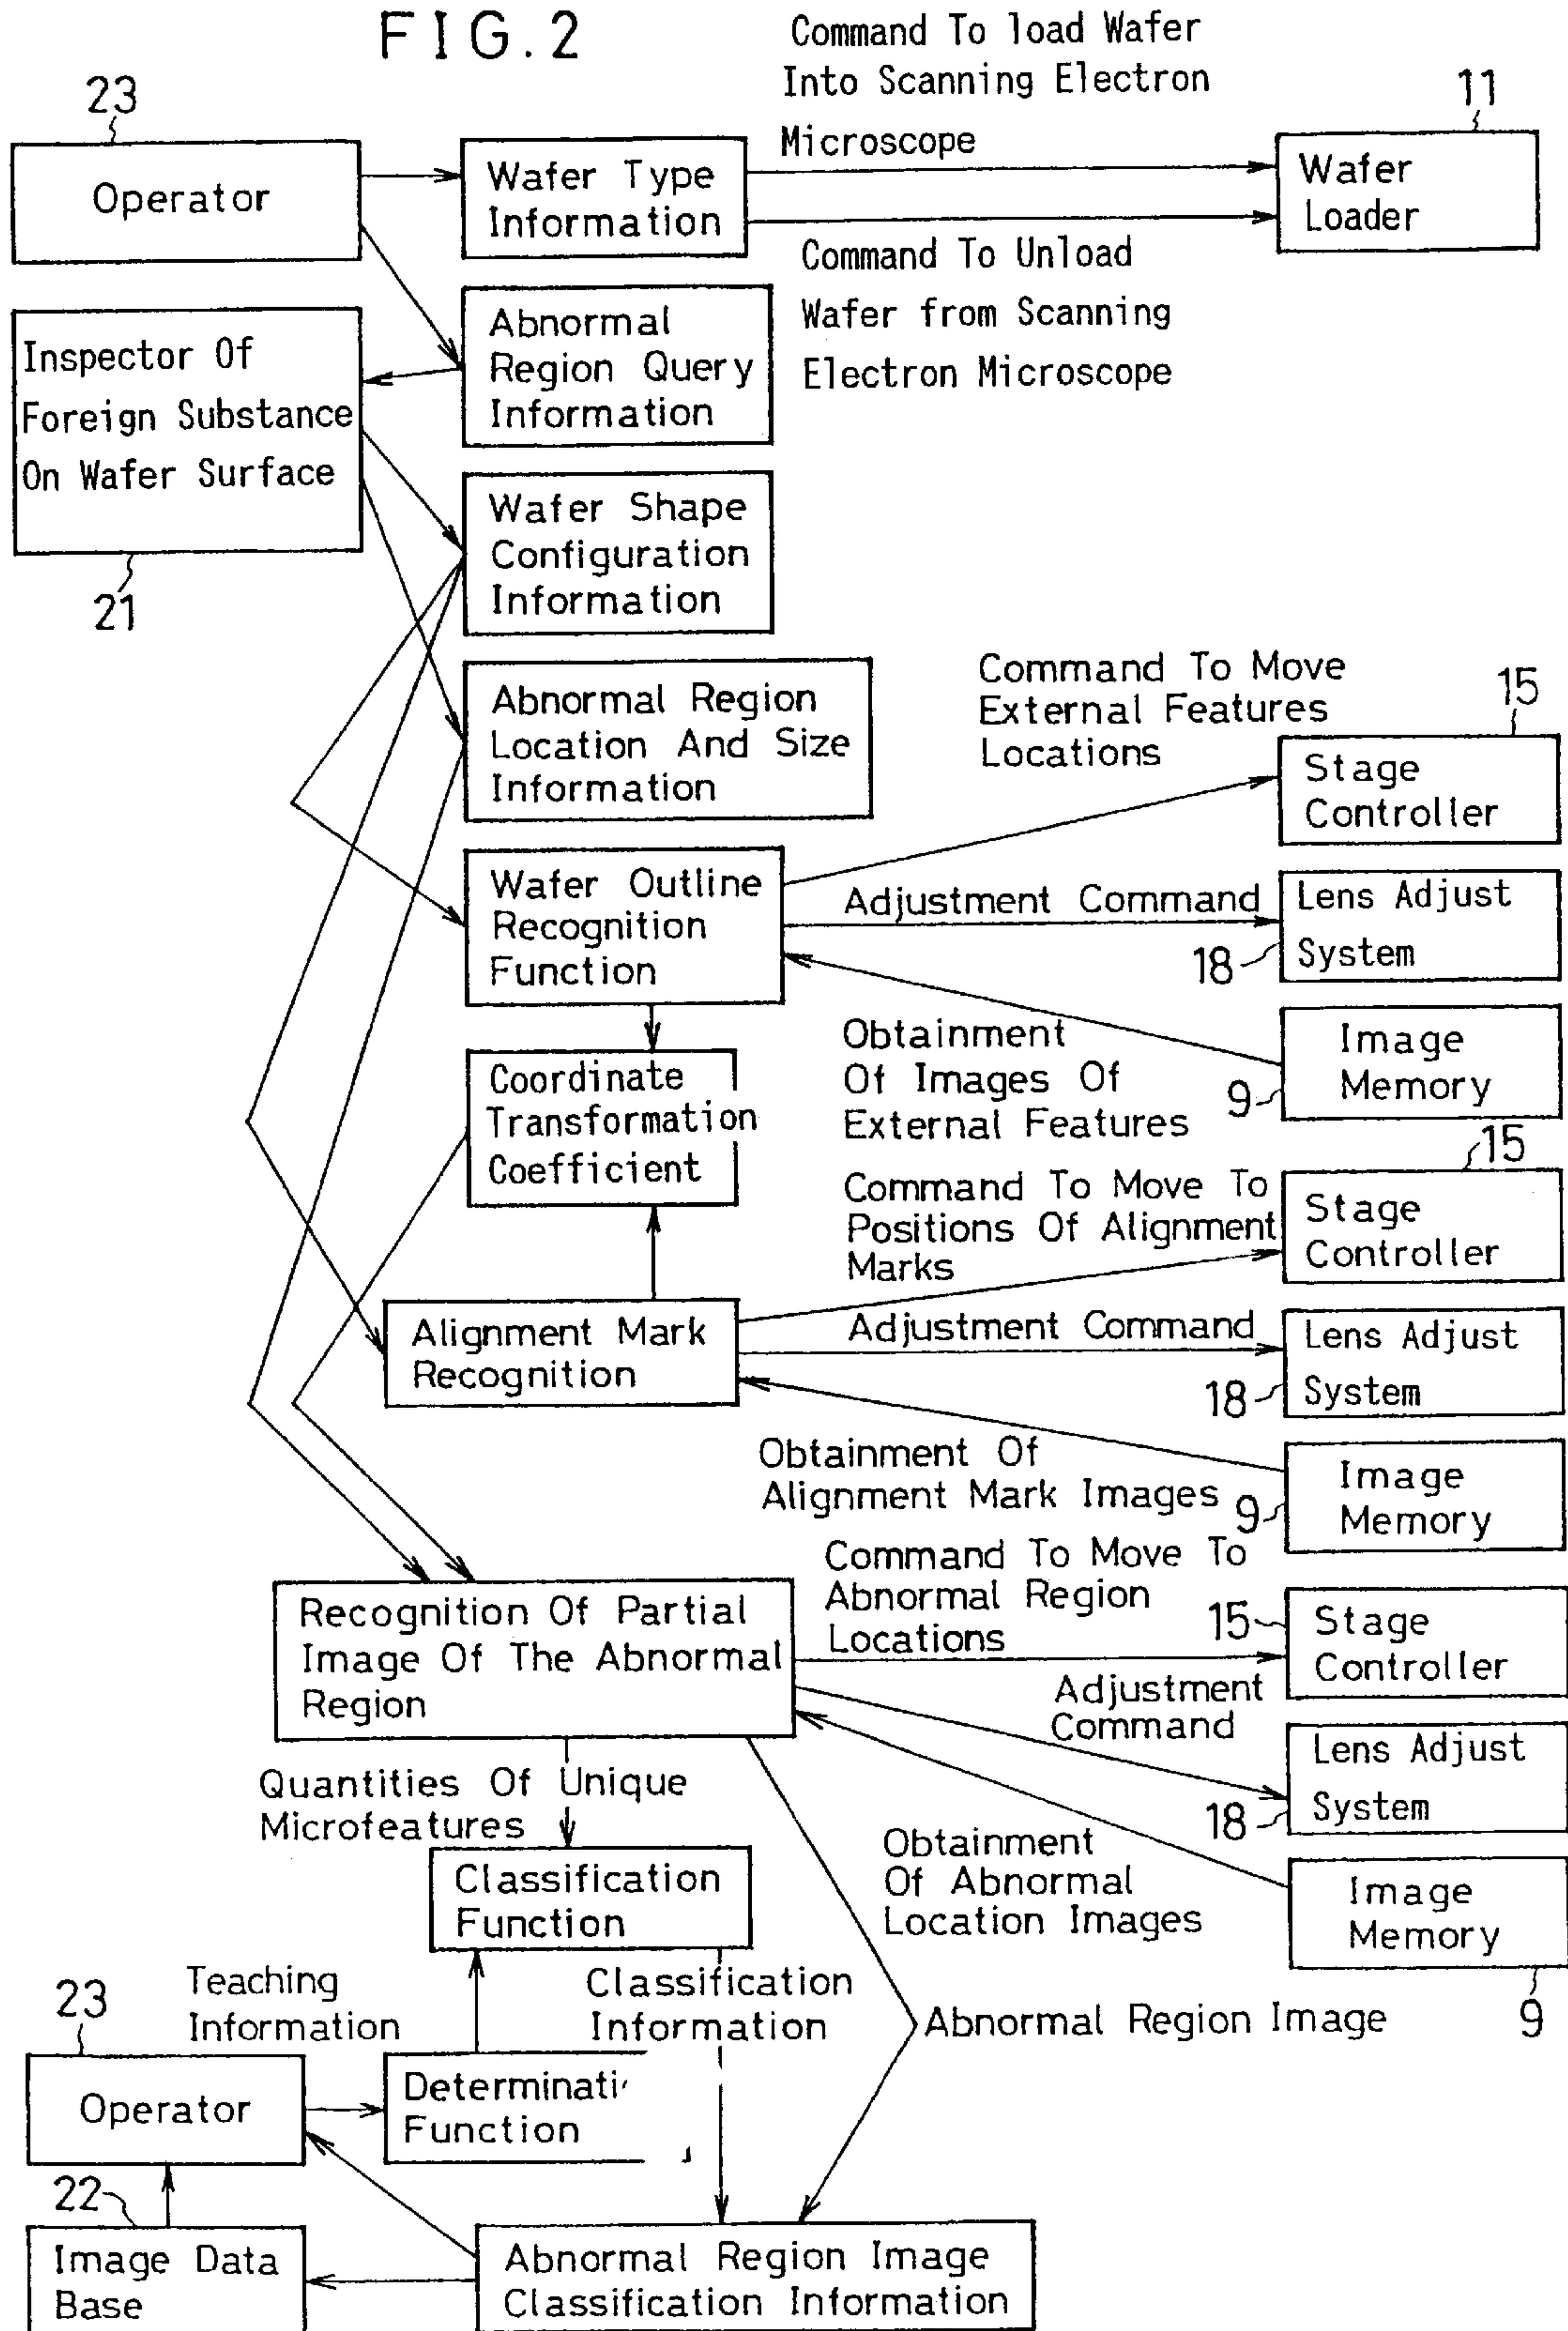 FIG.2
Command To load Wafer
Into Scanning Electron
Microscope
23
11
Operator
Wafer Type
Information
Wafer
Loader
Command To Unload
Wafer from Scanning
Electron Microscope
Abnormal
Region Query
Information
Inspector Of
Foreign Substance
On Wafer Surface
21
Wafer Shape
Configuration
Information
Abnormal Region
Location And Size
Information
Command To Move
External Features
Locations
15
Stage
Controller
Wafer Outline
Recognition
Function
Adjustment Command
Lens Adjust
System
18
Obtainment
Of Images Of
External Features
Image
Memory
9
Coordinate
Transformation
Coefficient
Command To Move To
Positions Of Alignment
Marks
15
Stage
Controller
Alignment Mark
Recognition
Adjustment Command
Lens Adjust
System
18
Obtainment Of
Alignment Mark Images
Image
Memory
9
Command To Move To
Abnormal Region
Locations
15
Stage
Controller
Recognition Of Partial
Image Of The Abnormal
Region
Adjustment
Command
Lens Adjust
System
18
Quantities Of Unique
Microfeatures
Obtainment
Of Abnormal
Location Images
Image
Memory
9
Classification
Function
Teaching
Information
Classification
Information
Abnormal Region Image
23
Operator
Function
22
Image Data
Base
Abnormal Region Image
Classification Information